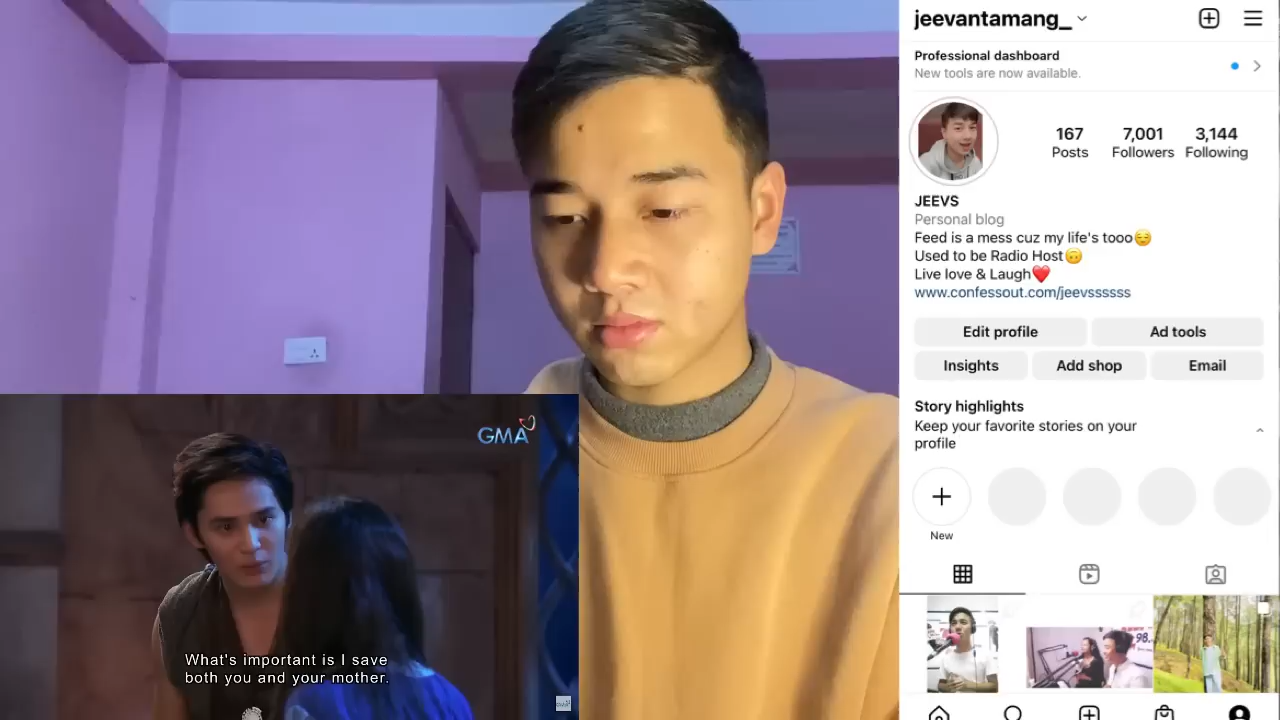 GMA
What's important is I save
both you and your mother.
jeevantamang_
Professional dashboard
New tools are now available.
167
7,001
3,144
Posts
Followers
Following
JEEVS
Personal blog
Feed is a mess cuz my life's tooo😌
Used to be Radio Host🙃
Live love & Laugh❤️
www.confessout.com/jeevssssss
Edit profile
Ad tools
Insights
Add shop
Email
Story highlights
Keep your favorite stories on your
profile
New
98.